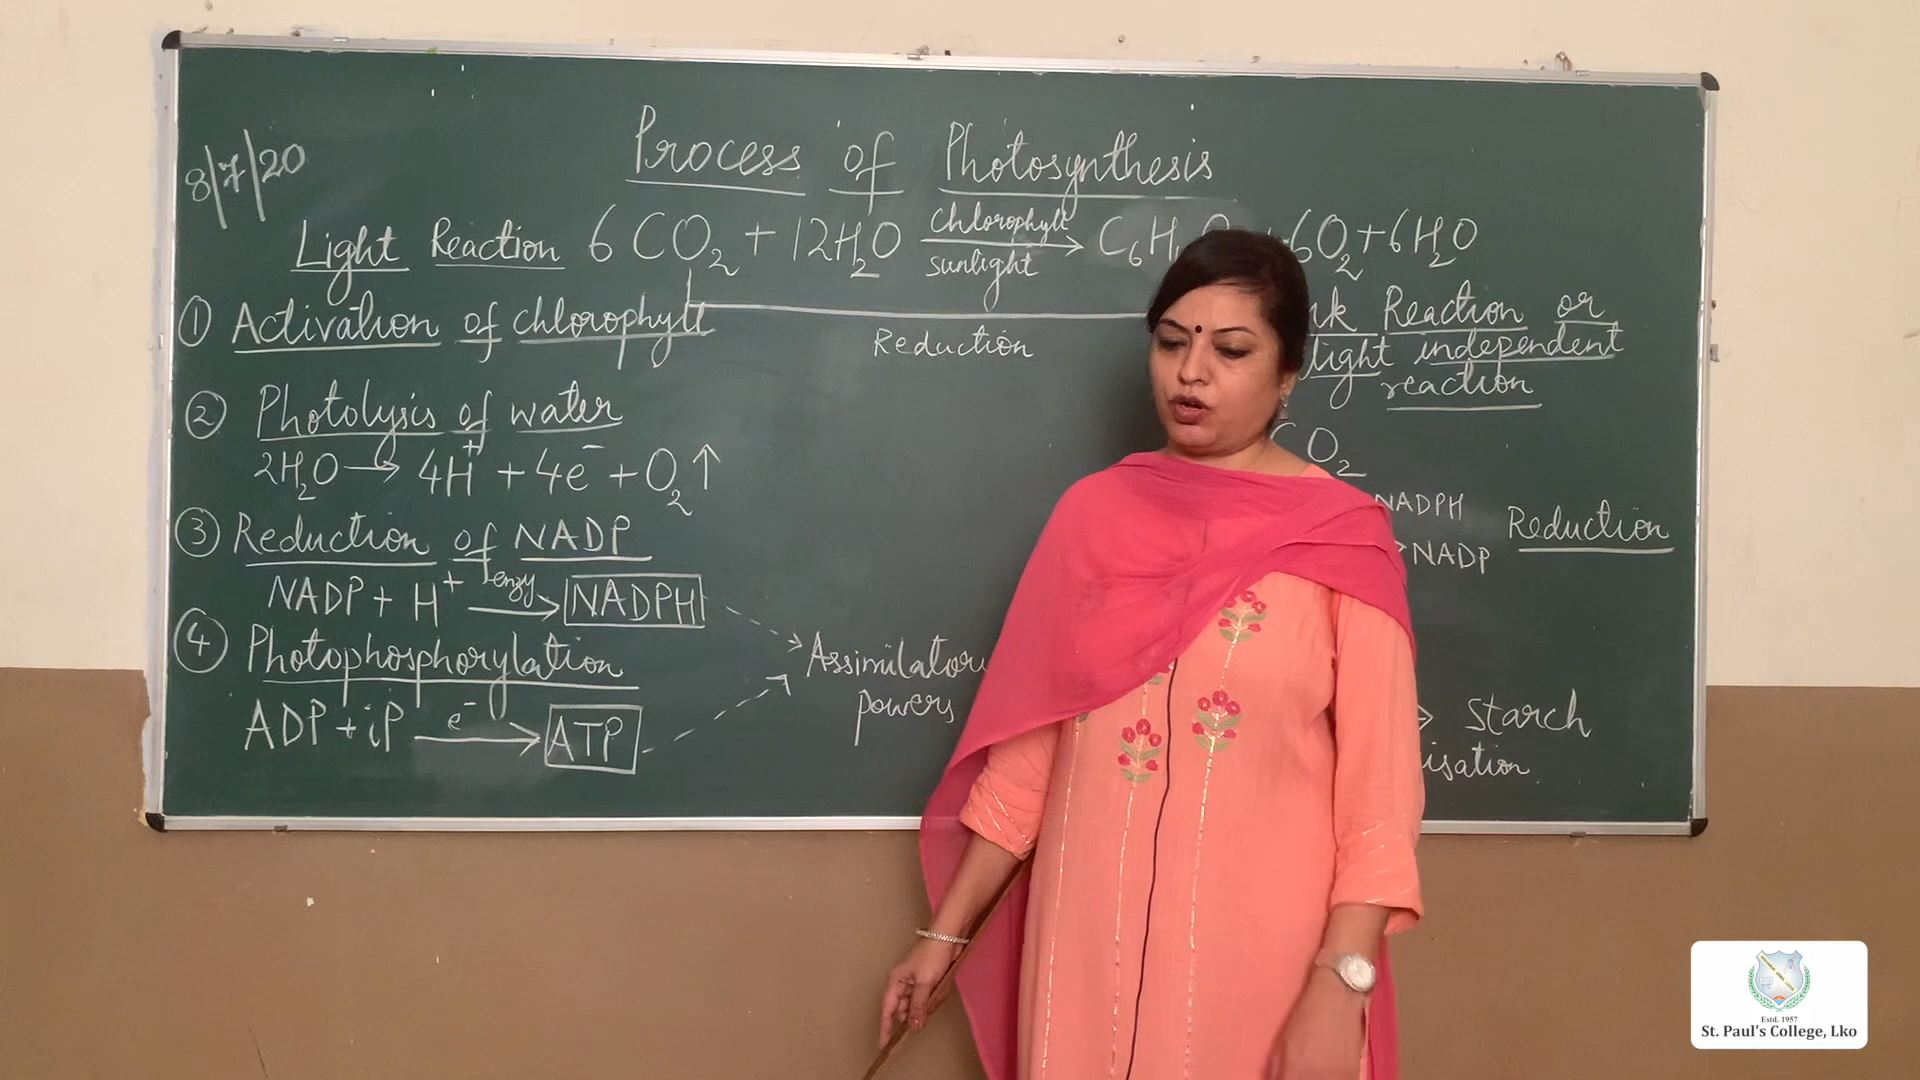 8/7/20
Process of Photosynthesis
Light Reaction 6CO₂ + 12H₂O Chlorophyll sunlight → C₆H + 6O₂ + 6H₂O
① Activation of chlorophyll
Reduction
Reaction or
light independent
reaction
② Photolysis of water
2H₂O → 4H⁺ + 4e⁻ + O₂↑
CO₂
NADPH
Reduction
NADP
③ Reduction of NADP
NADP + H⁺ enzy → NADPH
④ Photophosphorylation
ADP + iP e⁻ → ATP
Assimilatory
powers
→ Starch
isation
Estd. 1957
St. Paul's College, Lko